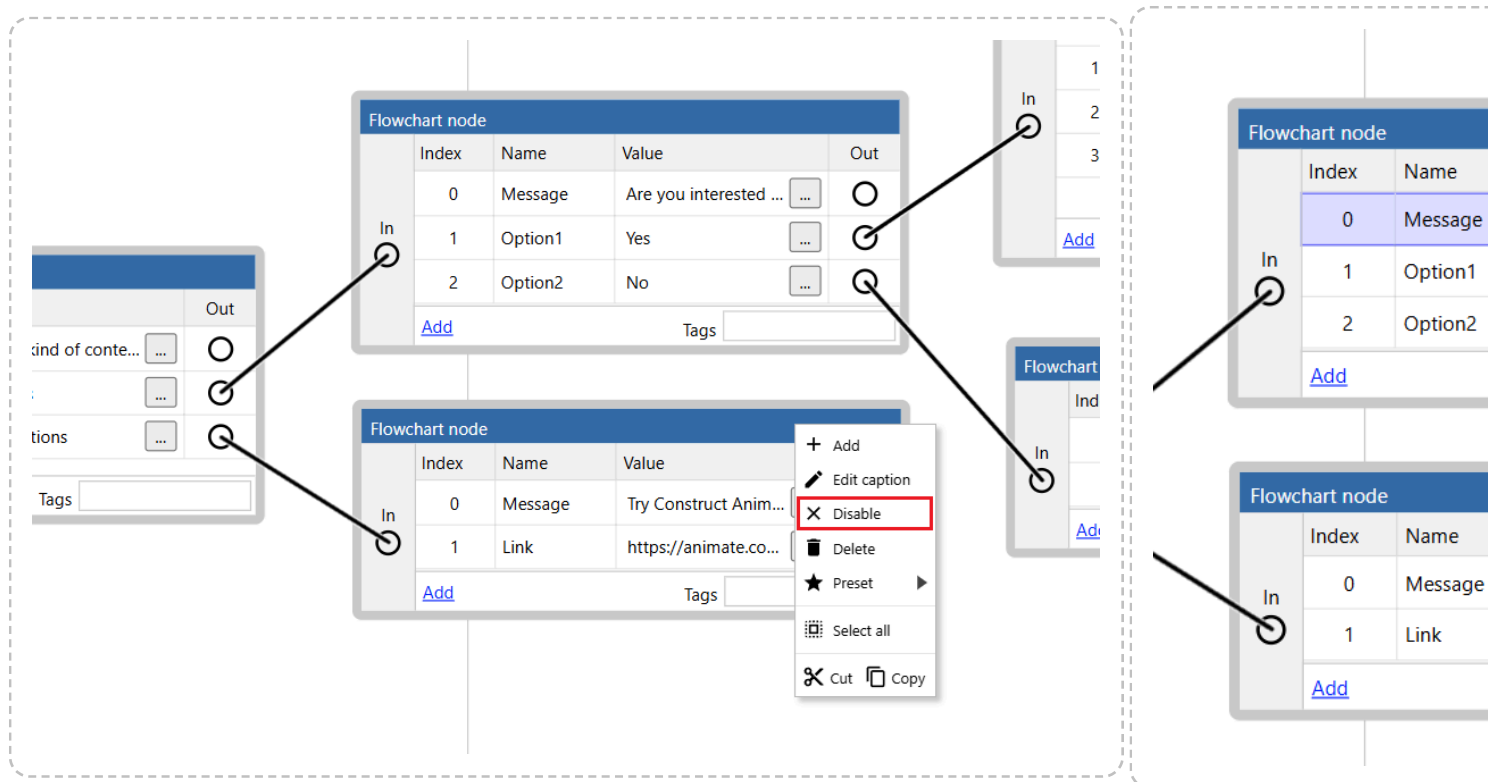 Out
kind of conte... ...
...
tions ...
Tags
Flowchart node
Index Name Value Out
In
0 Message Are you interested ... ...
1 Option1 Yes ...
2 Option2 No ...
Add Tags
Flowchart node
Index Name Value
In
0 Message Try Construct Anim...
1 Link https://animate.co...
Add Tags
+ Add
Edit caption
Disable
Delete
Preset
Select all
Cut Copy
In
1
2
3
Add
Flowchart
Ind
In
Add
Flowchart node
Index Name
In
0 Message
1 Option1
2 Option2
Add
Flowchart node
Index Name
In
0 Message
1 Link
Add